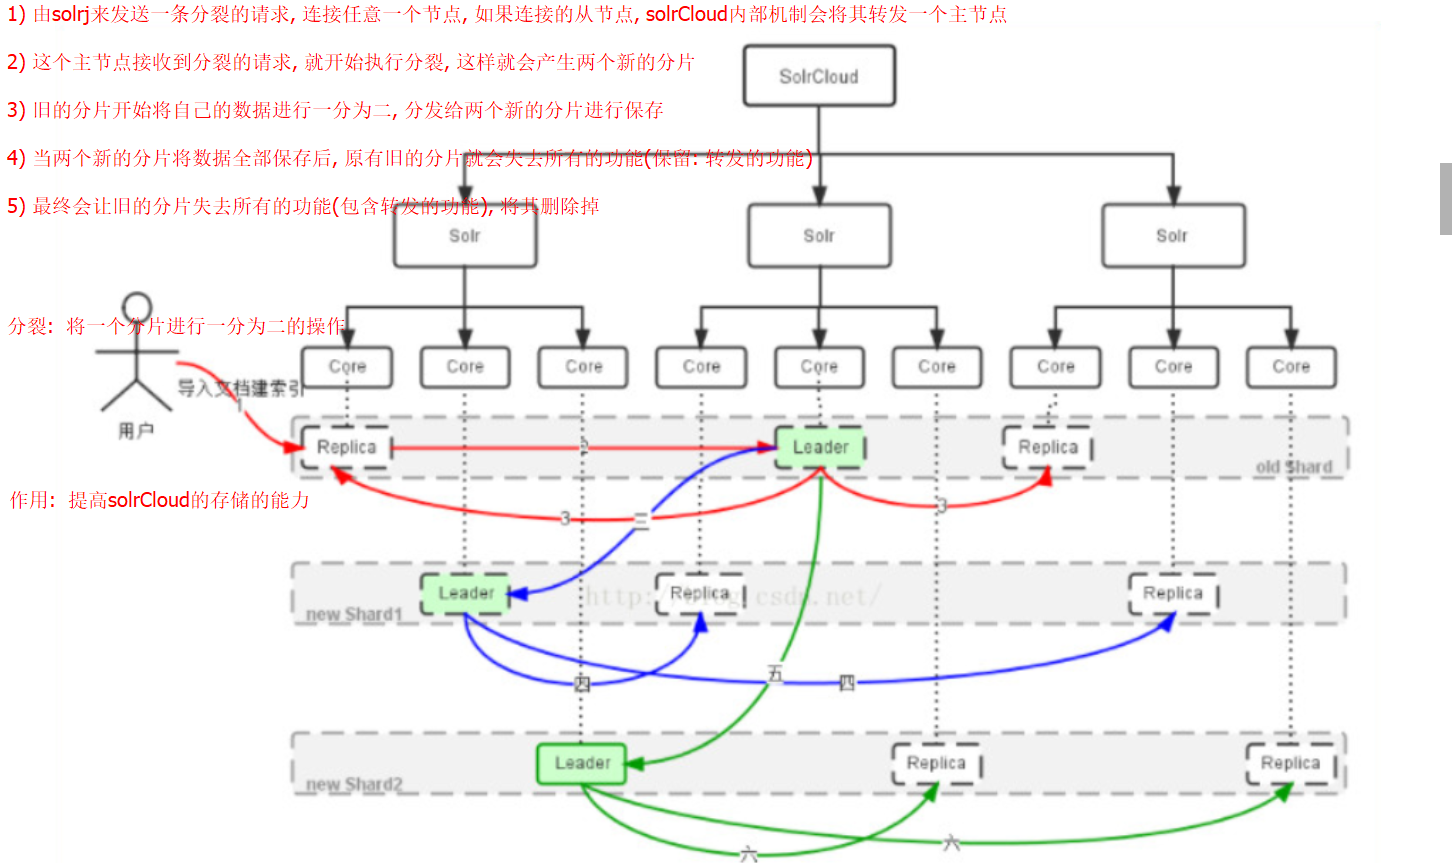 1) 由solrj来发送一条分裂的请求, 连接任意一个节点, 如果连接的从节点, solrCloud内部机制会将其转发一个主节点
2) 这个主节点接收到分裂的请求, 就开始执行分裂, 这样就会产生两个新的分片
SolrCloud
3) 旧的分片开始将自己的数据进行一分为二, 分发给两个新的分片进行保存
4) 当两个新的分片将数据全部保存后, 原有旧的分片就会失去所有的功能(保留: 转发的功能)
5) 最终会让旧的分片失去所有的功能(包含转发的功能), 将其删除掉
Solr Solr Solr
分裂: 将一个分片进行一分为二的操作
Core Core Core Core Core Core Core Core Core
导入文档建索引
1
用户
Replica 2 Leader Replica
old Shard
作用: 提高solrCloud的存储的能力
3 三 3
Leader Replica Replica
http://blog.csdn.net/
new Shard1
四 五 四
Leader Replica Replica
new Shard2
六 六